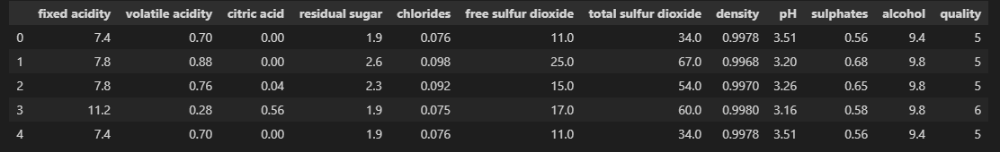 fixed acidity volatile acidity citric acid residual sugar chlorides free sulfur dioxide total sulfur dioxide density pH sulphates alcohol quality
0 7.4 0.70 0.00 1.9 0.076 11.0 34.0 0.9978 3.51 0.56 9.4 5
1 7.8 0.88 0.00 2.6 0.098 25.0 67.0 0.9968 3.20 0.68 9.8 5
2 7.8 0.76 0.04 2.3 0.092 15.0 54.0 0.9970 3.26 0.65 9.8 5
3 11.2 0.28 0.56 1.9 0.075 17.0 60.0 0.9980 3.16 0.58 9.8 6
4 7.4 0.70 0.00 1.9 0.076 11.0 34.0 0.9978 3.51 0.56 9.4 5